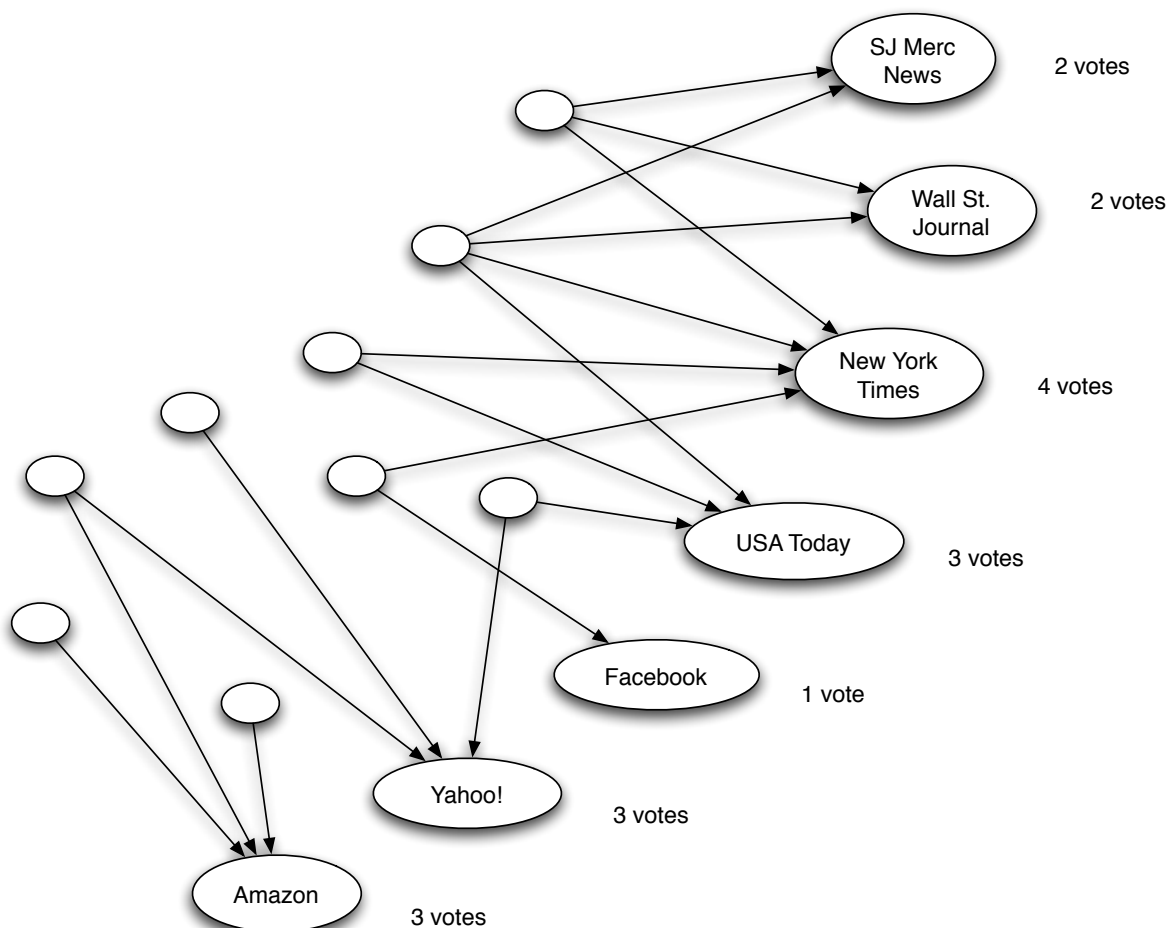 SJ Merc
News
2 votes
Wall St.
Journal
2 votes
New York
Times
4 votes
USA Today
3 votes
Facebook
1 vote
Yahoo!
3 votes
Amazon
3 votes